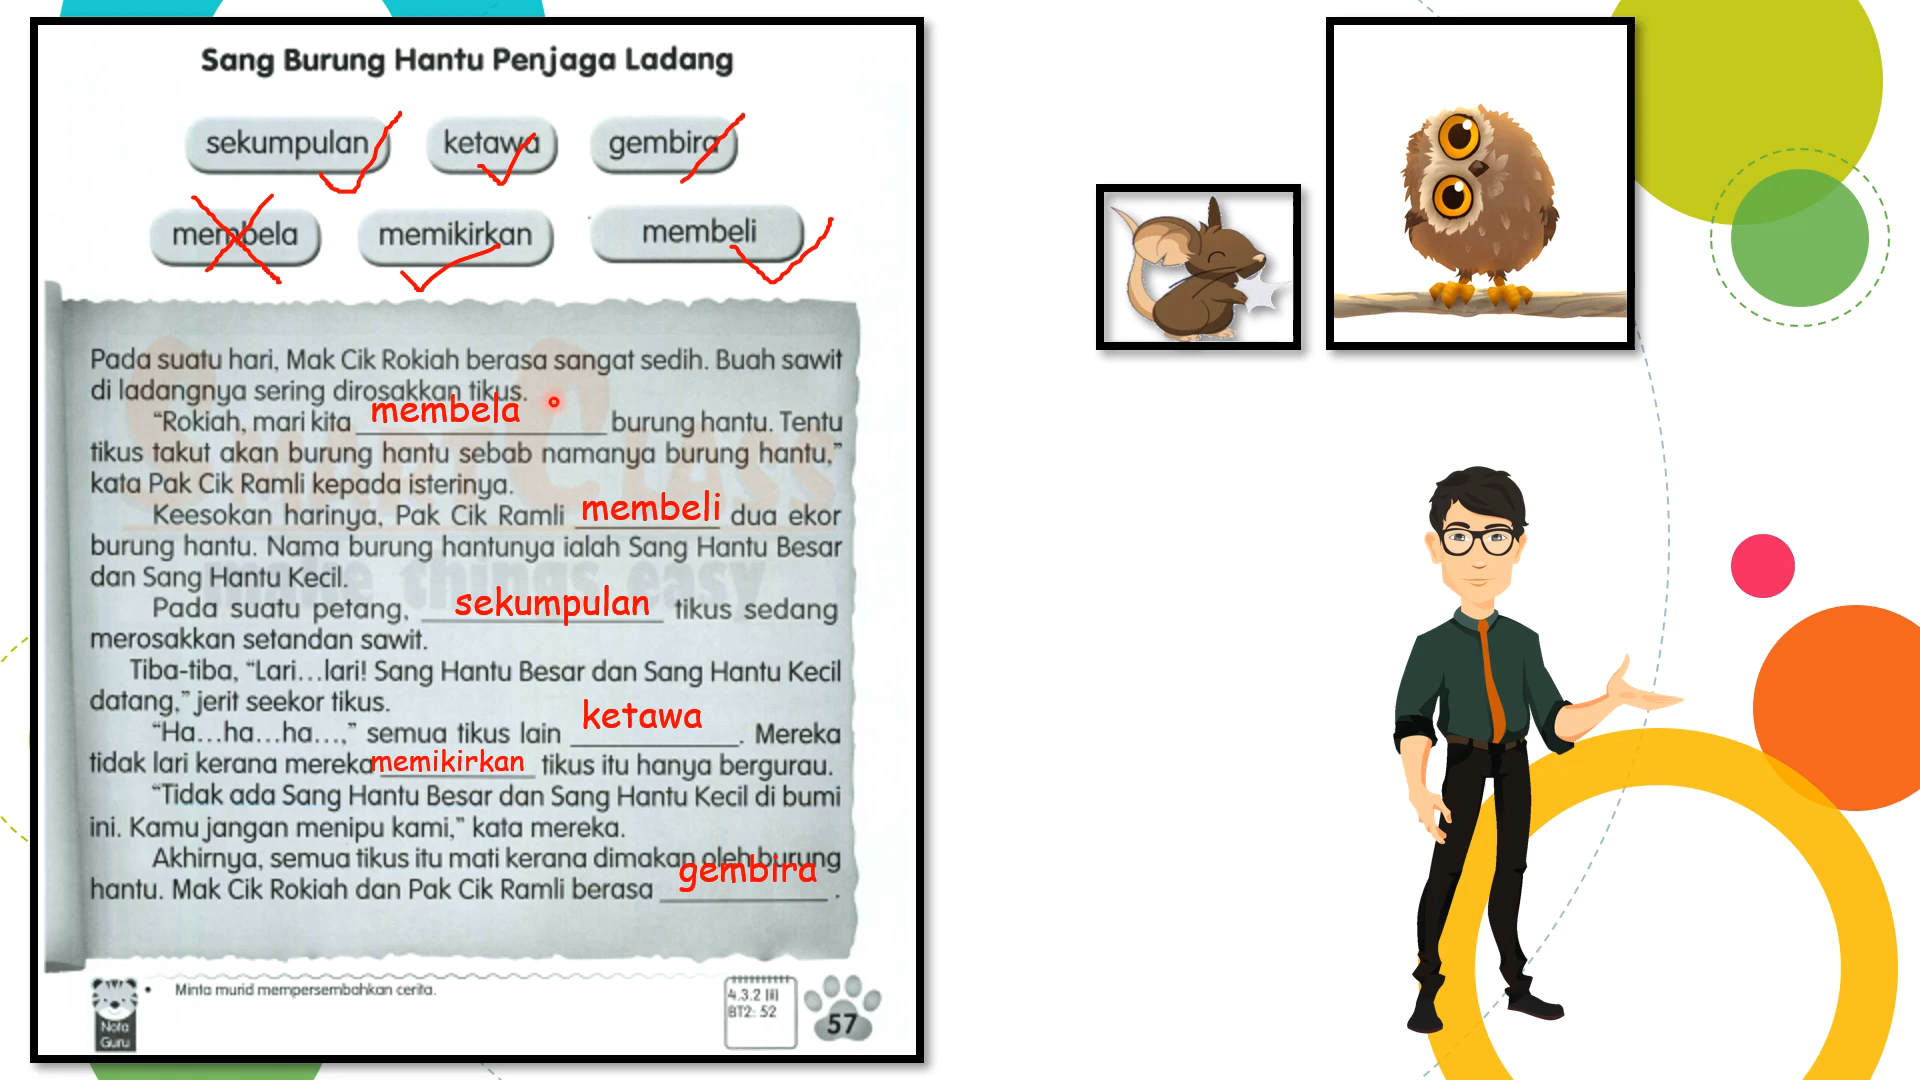 Sang Burung Hantu Penjaga Ladang
sekumpulan ketawa gembira
membela memikirkan membeli
Pada suatu hari, Mak Cik Rokiah berasa sangat sedih. Buah sawit
di ladangnya sering dirosakkan tikus.
“Rokiah, mari kita membela burung hantu. Tentu
tikus takut akan burung hantu sebab namanya burung hantu,”
kata Pak Cik Ramli kepada isterinya.
Keesokan harinya, Pak Cik Ramli membeli dua ekor
burung hantu. Nama burung hantunya ialah Sang Hantu Besar
dan Sang Hantu Kecil.
Pada suatu petang, sekumpulan tikus sedang
merosakkan setandan sawit.
Tiba-tiba, “Lari...lari! Sang Hantu Besar dan Sang Hantu Kecil
datang,” jerit seekor tikus.
“Ha...ha...ha...,” semua tikus lain ketawa. Mereka
tidak lari kerana mereka memikirkan tikus itu hanya bergurau.
“Tidak ada Sang Hantu Besar dan Sang Hantu Kecil di bumi
ini. Kamu jangan menipu kami,” kata mereka.
Akhirnya, semua tikus itu mati kerana dimakan oleh burung
hantu. Mak Cik Rokiah dan Pak Cik Ramli berasa gembira.
SmartClass
make things easy
Nota
Guru
• Minta murid mempersembahkan cerita.
4.3.2 iii
BT2: 52
57